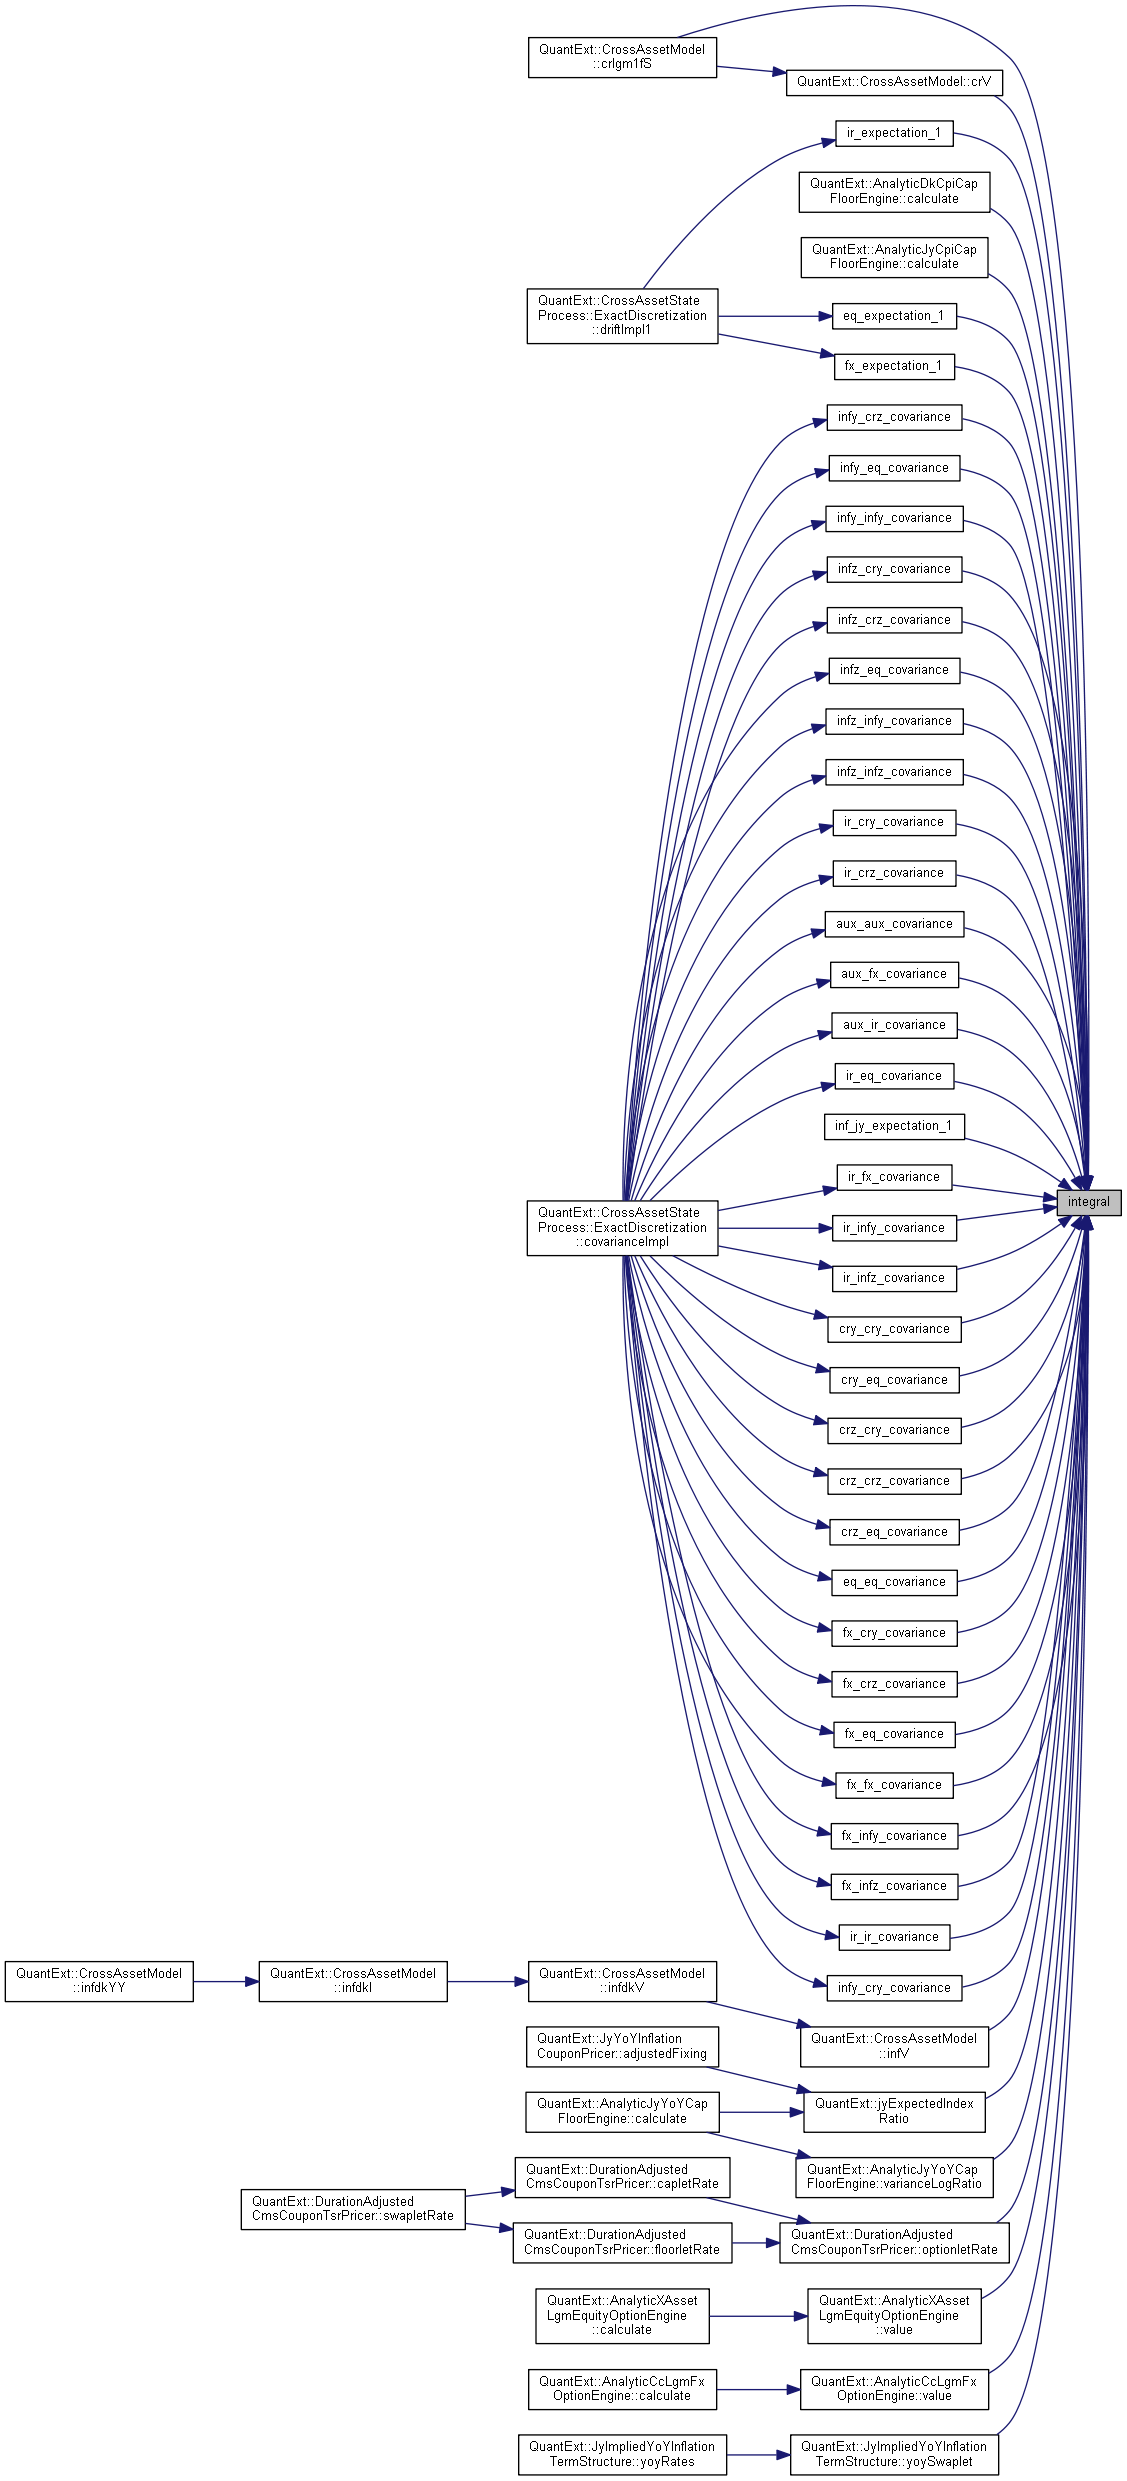 QuantExt::CrossAssetModel
::crlgm1fS
QuantExt::CrossAssetModel::crV
ir_expectation_1
QuantExt::AnalyticDkCpiCap
FloorEngine::calculate
QuantExt::AnalyticJyCpiCap
FloorEngine::calculate
QuantExt::CrossAssetState
Process::ExactDiscretization
::driftImpl1
eq_expectation_1
fx_expectation_1
infy_crz_covariance
infy_eq_covariance
infy_infy_covariance
infz_cry_covariance
infz_crz_covariance
infz_eq_covariance
infz_infy_covariance
infz_infz_covariance
ir_cry_covariance
ir_crz_covariance
aux_aux_covariance
aux_fx_covariance
aux_ir_covariance
ir_eq_covariance
inf_jy_expectation_1
ir_fx_covariance
integral
QuantExt::CrossAssetState
Process::ExactDiscretization
::covarianceImpl
ir_infy_covariance
ir_infz_covariance
cry_cry_covariance
cry_eq_covariance
crz_cry_covariance
crz_crz_covariance
crz_eq_covariance
eq_eq_covariance
fx_cry_covariance
fx_crz_covariance
fx_eq_covariance
fx_fx_covariance
fx_infy_covariance
fx_infz_covariance
ir_ir_covariance
QuantExt::CrossAssetModel
::infdkYY
QuantExt::CrossAssetModel
::infdkI
QuantExt::CrossAssetModel
::infdkV
infy_cry_covariance
QuantExt::CrossAssetModel
::infV
QuantExt::JyYoYInflation
CouponPricer::adjustedFixing
QuantExt::jyExpectedIndex
Ratio
QuantExt::AnalyticJyYoYCap
FloorEngine::calculate
QuantExt::AnalyticJyYoYCap
FloorEngine::varianceLogRatio
QuantExt::DurationAdjusted
CmsCouponTsrPricer::capletRate
QuantExt::DurationAdjusted
CmsCouponTsrPricer::swapletRate
QuantExt::DurationAdjusted
CmsCouponTsrPricer::floorletRate
QuantExt::DurationAdjusted
CmsCouponTsrPricer::optionletRate
QuantExt::AnalyticXAsset
LgmEquityOptionEngine
::calculate
QuantExt::AnalyticXAsset
LgmEquityOptionEngine
::value
QuantExt::AnalyticCcLgmFx
OptionEngine::calculate
QuantExt::AnalyticCcLgmFx
OptionEngine::value
QuantExt::JyImpliedYoYInflation
TermStructure::yoyRates
QuantExt::JyImpliedYoYInflation
TermStructure::yoySwaplet